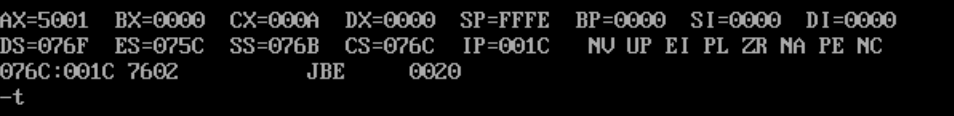 AX=5001  BX=0000  CX=000A  DX=0000  SP=FFFE  BP=0000  SI=0000  DI=0000
DS=076F  ES=075C  SS=076B  CS=076C  IP=001C   NV UP EI PL ZR NA PE NC
076C:001C 7602          JBE     0020
-t